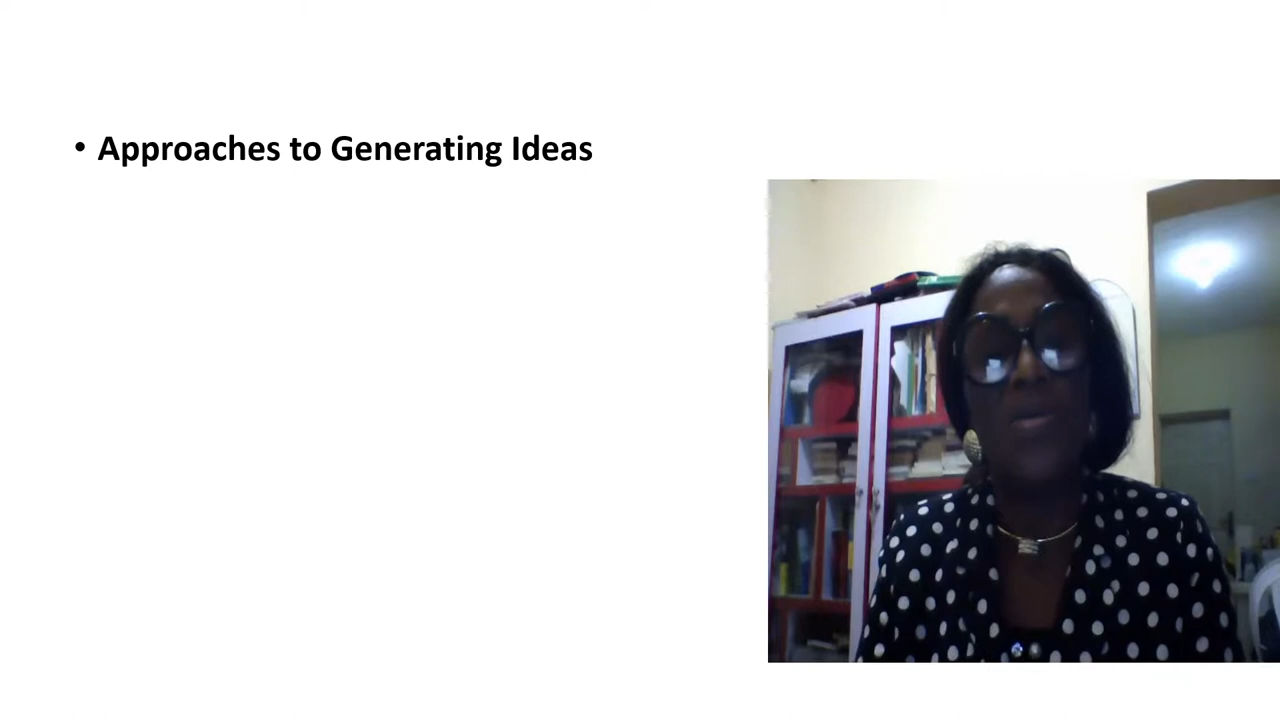 • Approaches to Generating Ideas